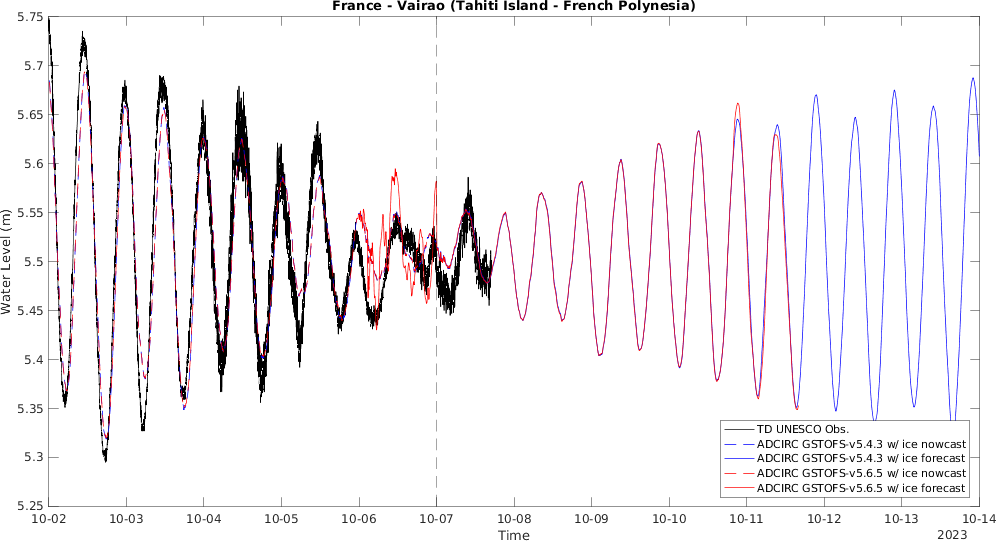 France - Vairao (Tahiti Island - French Polynesia)
5.75
5.7
5.65
5.6
5.55
5.5
5.45
5.4
5.35
5.3
5.25
Water Level (m)
TD UNESCO Obs.
ADCIRC GSTOFS-v5.4.3 w/ ice nowcast
ADCIRC GSTOFS-v5.4.3 w/ ice forecast
ADCIRC GSTOFS-v5.6.5 w/ ice nowcast
ADCIRC GSTOFS-v5.6.5 w/ ice forecast
10-02 10-03 10-04 10-05 10-06 10-07 10-08 10-09 10-10 10-11 10-12 10-13 10-14
Time
2023